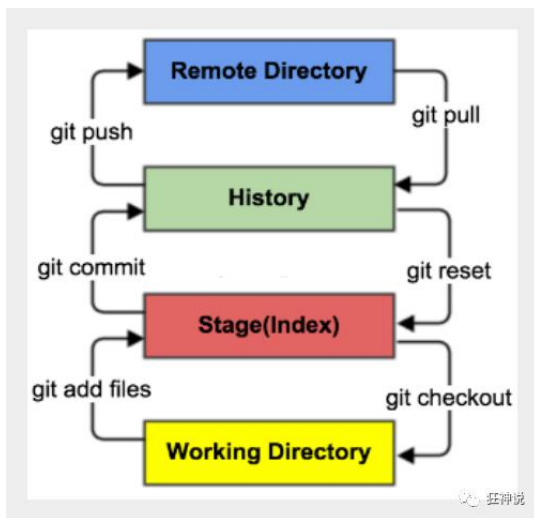 Remote Directory
git push
git pull
History
git commit
git reset
Stage(Index)
git add files
git checkout
Working Directory
狂神说